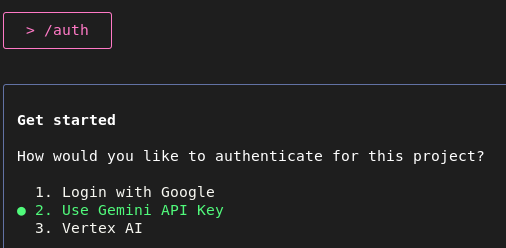 > /auth
Get started
How would you like to authenticate for this project?
1. Login with Google
● 2. Use Gemini API Key
3. Vertex AI